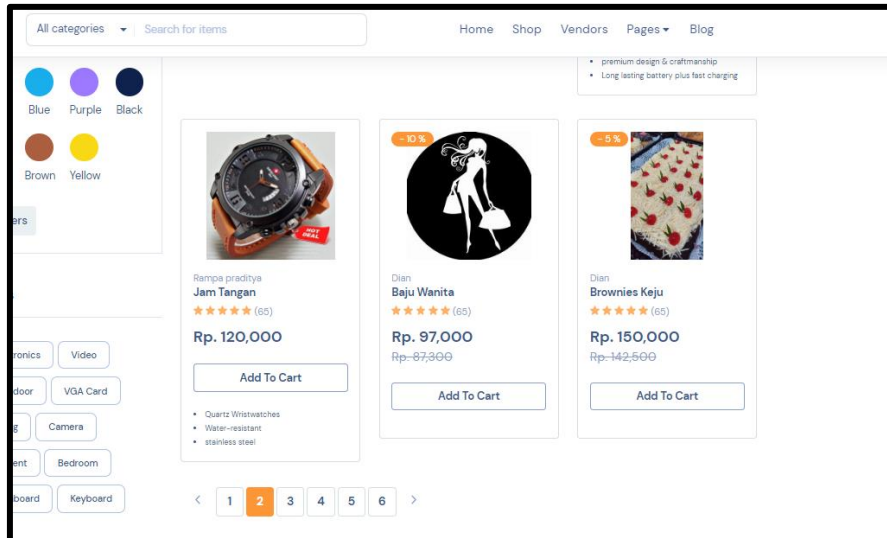 All categories
Search for items
Home
Shop
Vendors
Pages
Blog
premium design & craftmanship
Long lasting battery plus fast charging
Blue
Purple
Black
Brown
Yellow
ers
ronics
Video
door
VGA Card
g
Camera
ent
Bedroom
board
Keyboard
HOT
DEAL
Rampa praditya
Jam Tangan
(65)
Rp. 120,000
Add To Cart
Quartz Wristwatches
Water-resistant
stainless steel
- 10 %
Dian
Baju Wanita
(65)
Rp. 97,000
Rp. 87,300
Add To Cart
- 5 %
Dian
Brownies Keju
(65)
Rp. 150,000
Rp. 142,500
Add To Cart
1 2 3 4 5 6